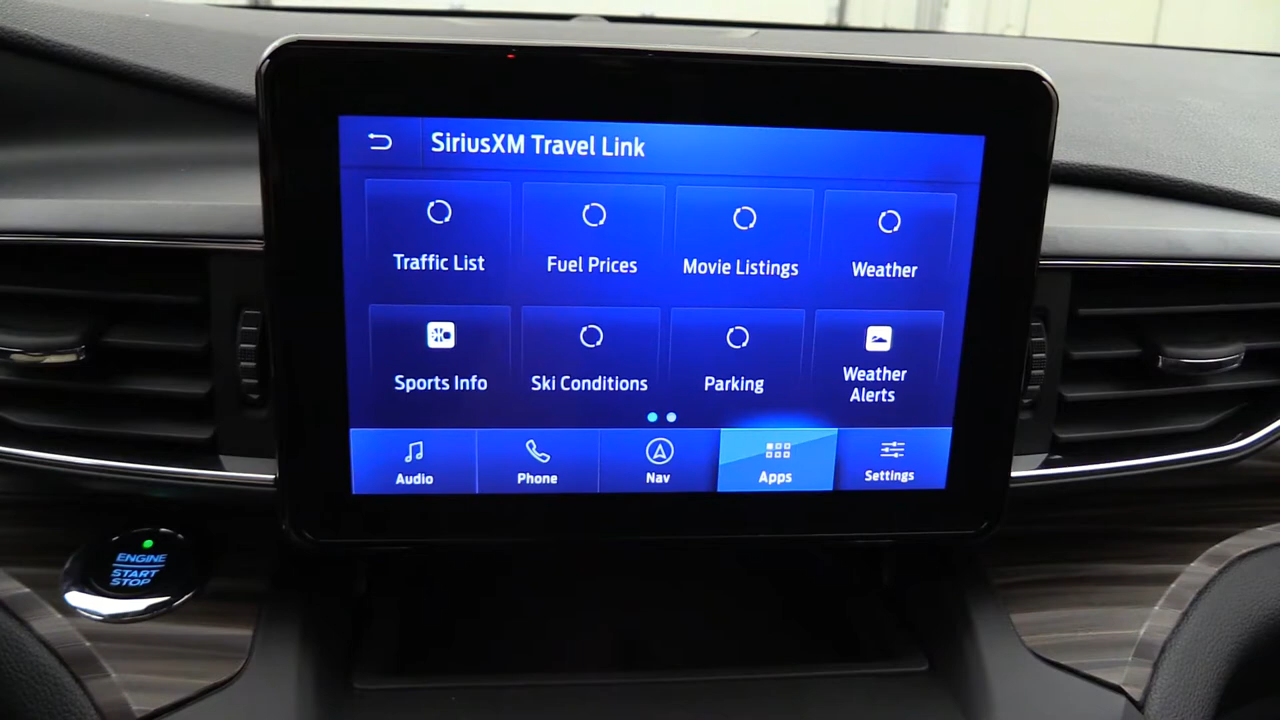 SiriusXM Travel Link
Traffic List
Fuel Prices
Movie Listings
Weather
Sports Info
Ski Conditions
Parking
Weather
Alerts
Audio
Phone
Nav
Apps
Settings
ENGINE
START
STOP